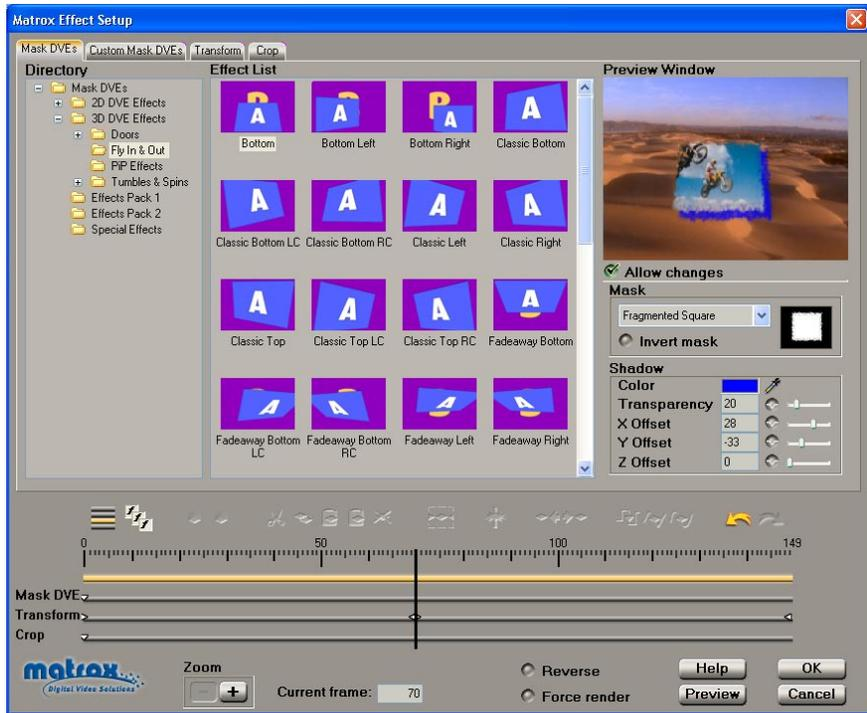 Matrox Effect Setup
Mask DVEs Custom Mask DVEs Transform Crop
Directory
Mask DVEs
2D DVE Effects
3D DVE Effects
Doors
Fly In & Out
PiP Effects
Tumbles & Spins
Effects Pack 1
Effects Pack 2
Special Effects
Effect List
P A P A P A A
Bottom Bottom Left Bottom Right Classic Bottom
A A A A
Classic Bottom LC Classic Bottom RC Classic Left Classic Right
A A A A
Classic Top Classic Top LC Classic Top RC Fadeaway Bottom
A A A A
Fadeaway Bottom LC Fadeaway Bottom RC Fadeaway Left Fadeaway Right
Preview Window
Allow changes
Mask
Fragmented Square
Invert mask
Shadow
Color
Transparency 20
X Offset 28
Y Offset -33
Z Offset 0
fff
0 50 100 149
Mask DVE
Transform
Crop
matrox
Digital Video Solutions
Zoom
- +
Current frame: 70
Reverse
Force render
Help OK
Preview Cancel